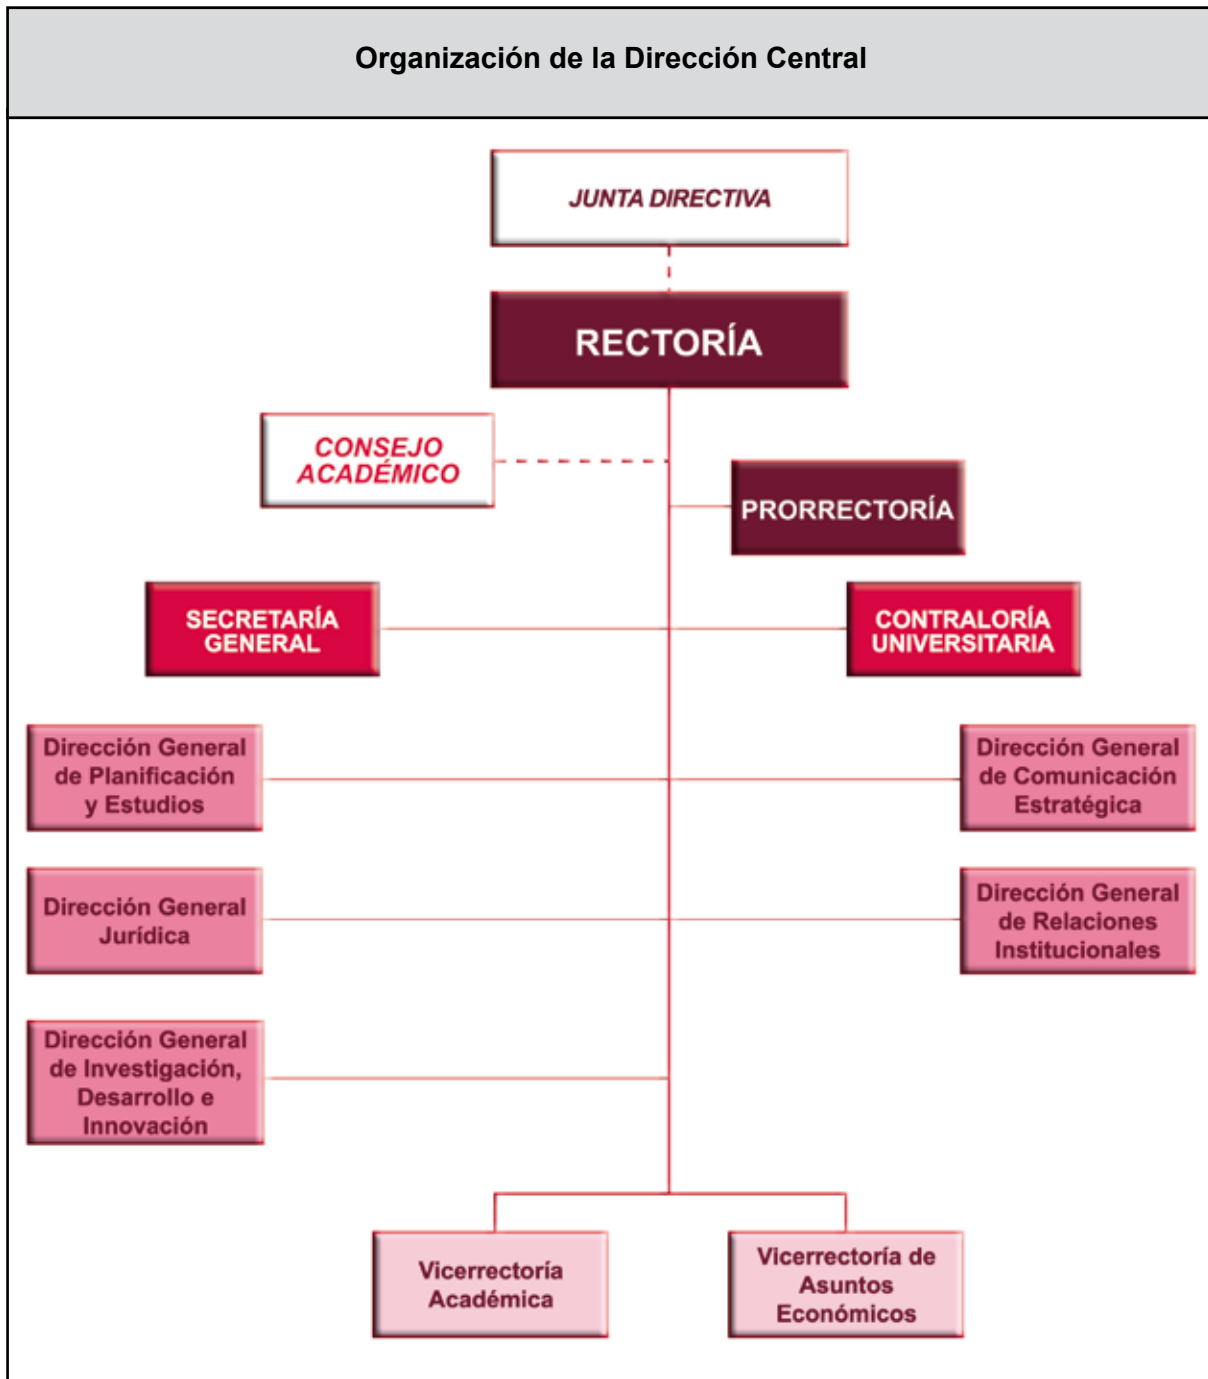 Organización de la Dirección Central
JUNTA DIRECTIVA
RECTORÍA
CONSEJO
ACADÉMICO
PRORRECTORÍA
SECRETARÍA
GENERAL
CONTRALORÍA
UNIVERSITARIA
Dirección General
de Planificación
y Estudios
Dirección General
de Comunicación
Estratégica
Dirección General
Jurídica
Dirección General
de Relaciones
Institucionales
Dirección General
de Investigación,
Desarrollo e
Innovación
Vicerrectoría
Académica
Vicerrectoría de
Asuntos
Económicos